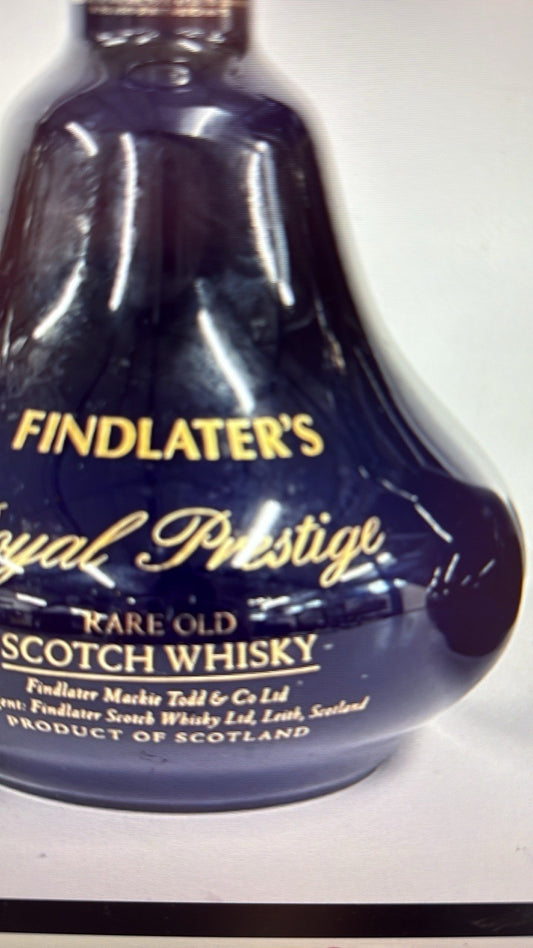 FINDLATER'S
oyal Prestige
RARE OLD
SCOTCH WHISKY
Findlater Mackie Todd & Co Ltd
ent: Findlater Scotch Whisky Ltd, Leith, Scotland
PRODUCT OF SCOTLAND